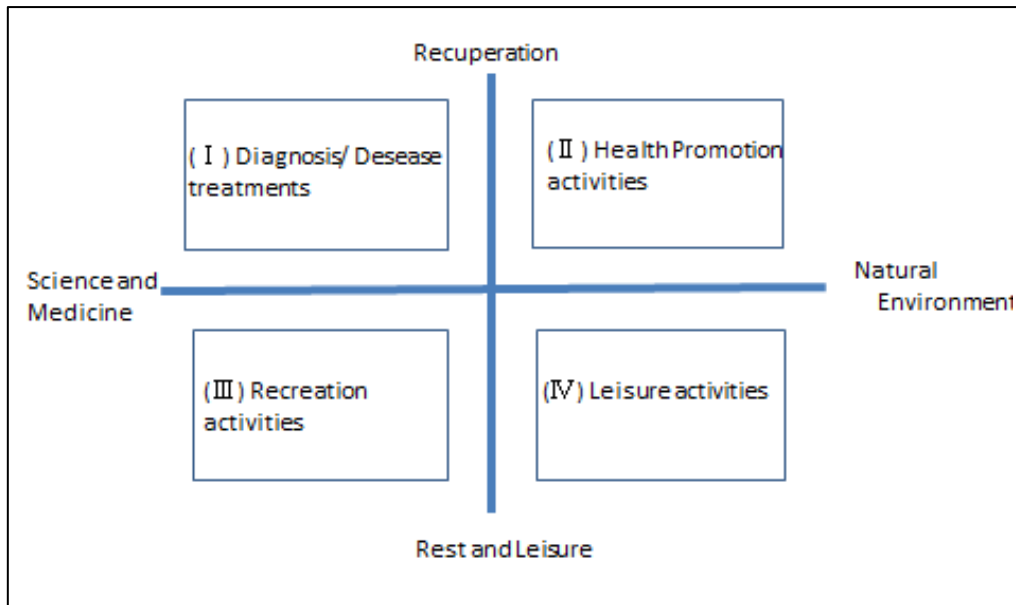 Recuperation
(Ⅰ) Diagnosis/ Desease
treatments
(Ⅱ) Health Promotion
activities
Science and
Medicine
Natural
Environment
(Ⅲ) Recreation
activities
(Ⅳ) Leisure activities
Rest and Leisure